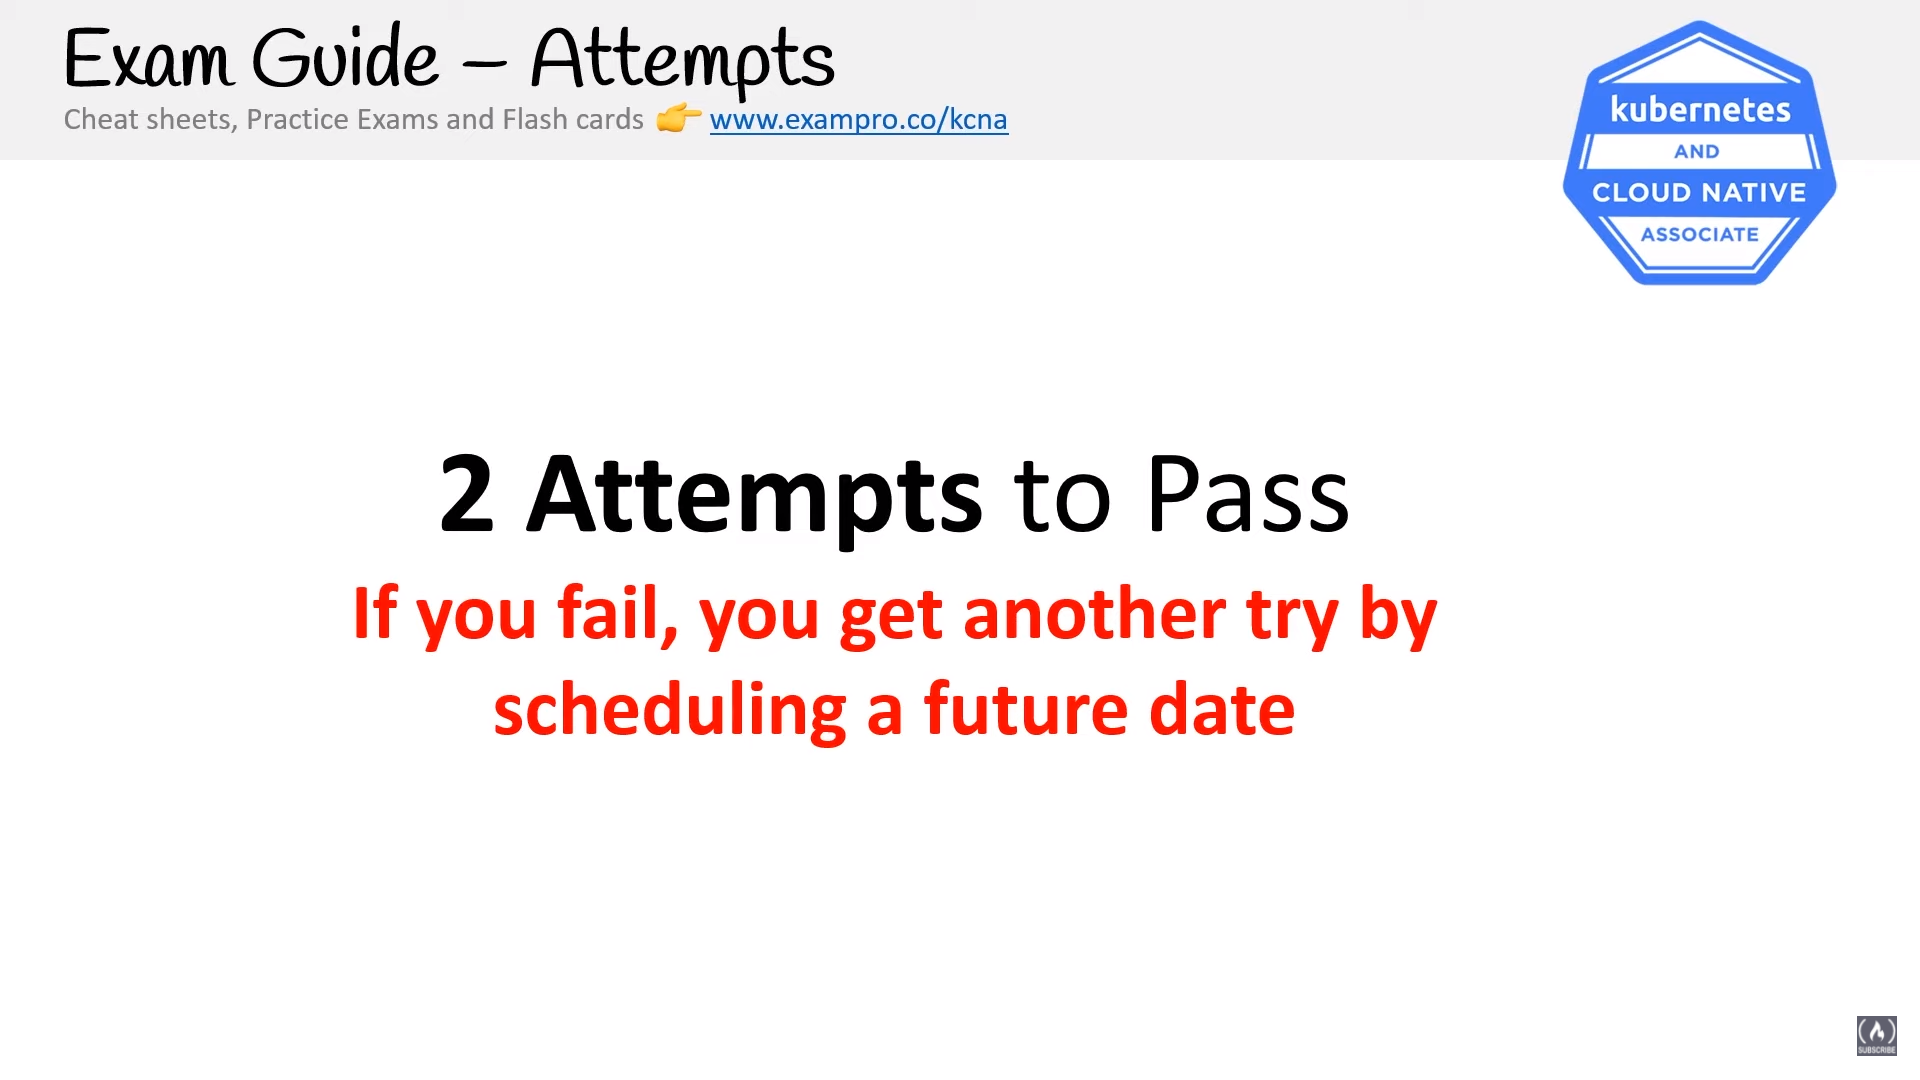 Exam Guide – Attempts
Cheat sheets, Practice Exams and Flash cards 👉 www.exampro.co/kcna
kubernetes
AND
CLOUD NATIVE
ASSOCIATE
2 Attempts to Pass
If you fail, you get another try by
scheduling a future date
SUBSCRIBE